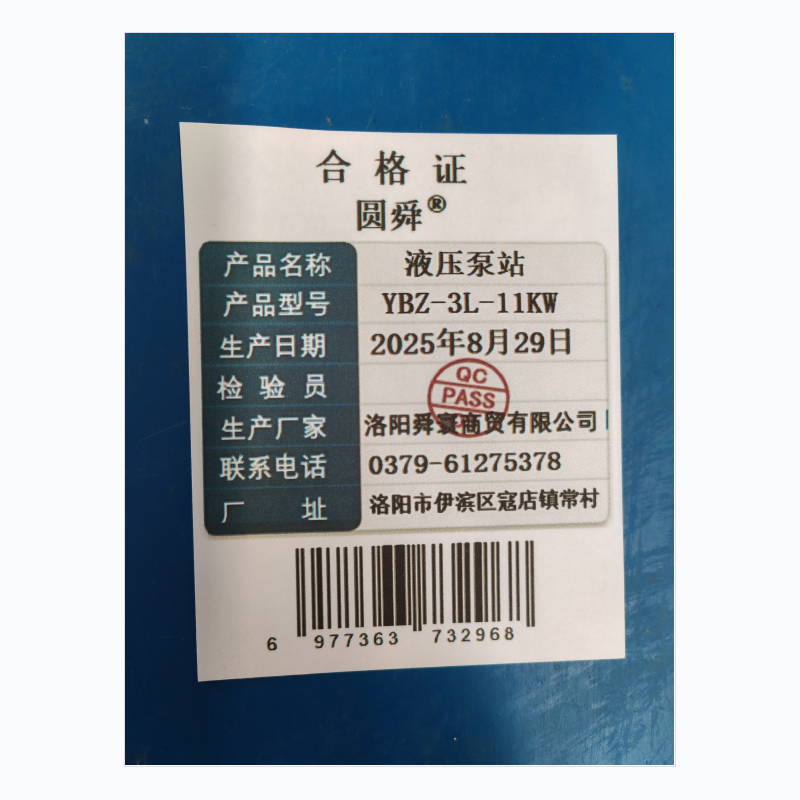 合格证
圆舜®
产品名称 液压泵站
产品型号 YBZ-3L-11KW
生产日期 2025年8月29日
检验员
QC
PASS
生产厂家 洛阳舜寰商贸有限公司
联系电话 0379-61275378
厂址 洛阳市伊滨区寇店镇常村
6 977363 732968